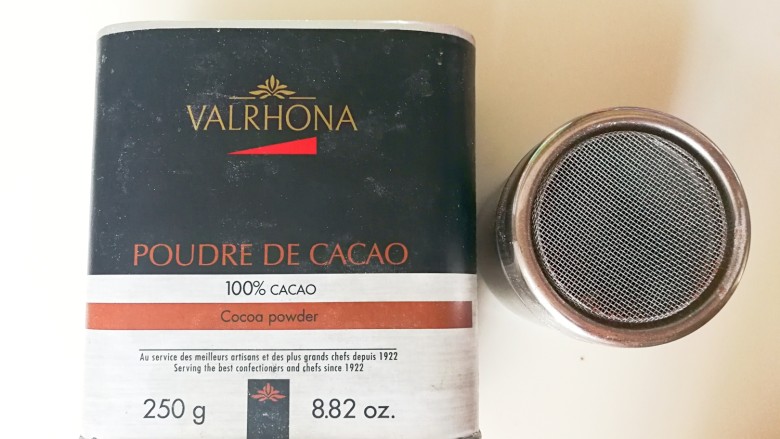 VALRHONA
POUDRE DE CACAO
100% CACAO
Cocoa powder
Au service des meilleurs artisans et des plus grands chefs depuis 1922
Serving the best confectioners and chefs since 1922
250 g
8.82 oz.